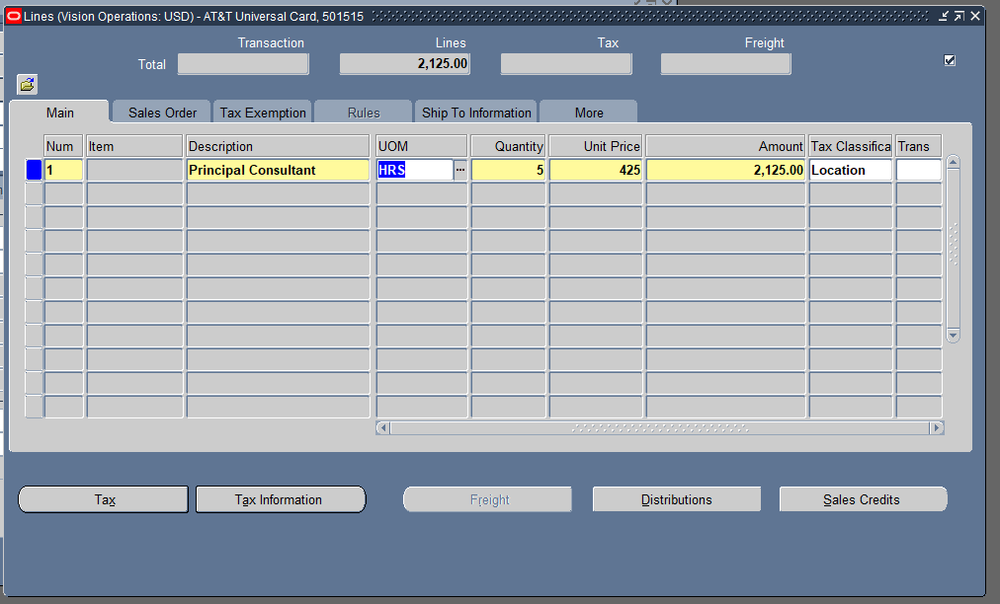 Lines (Vision Operations: USD) - AT&T Universal Card, 501515
Transaction Lines Tax Freight
Total 2,125.00
Main Sales Order Tax Exemption Rules Ship To Information More
Num Item Description UOM Quantity Unit Price Amount Tax Classifica Trans
1 Principal Consultant HRS ... 5 425 2,125.00 Location
Tax Tax Information Freight Distributions Sales Credits